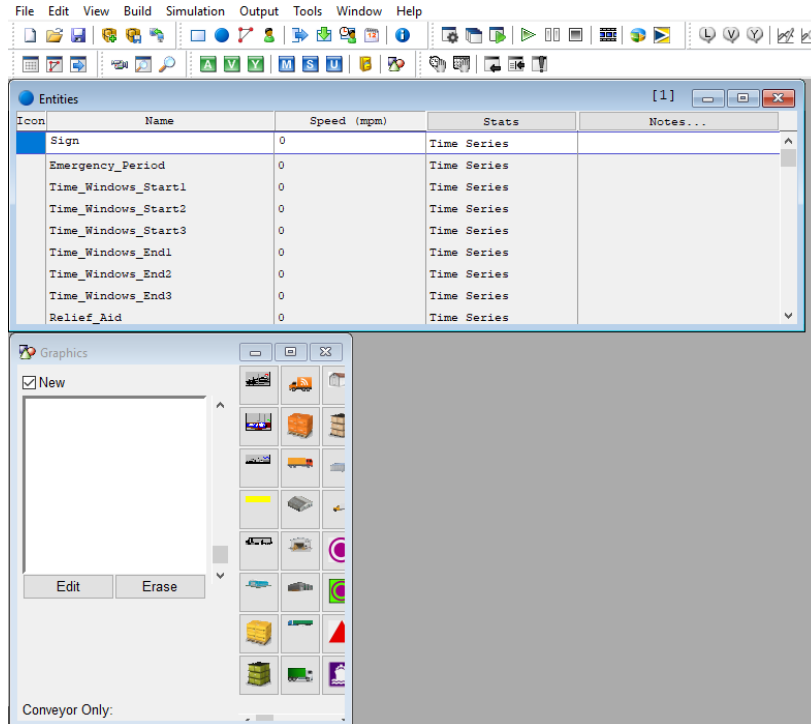 File Edit View Build Simulation Output Tools Window Help
12
L V Y
A V Y M S U
Entities [1]
Icon Name Speed (mpm) Stats Notes...
Sign 0 Time Series
Emergency_Period 0 Time Series
Time_Windows_Start1 0 Time Series
Time_Windows_Start2 0 Time Series
Time_Windows_Start3 0 Time Series
Time_Windows_End1 0 Time Series
Time_Windows_End2 0 Time Series
Time_Windows_End3 0 Time Series
Relief_Aid 0 Time Series
Graphics
New
Edit Erase
Conveyor Only: